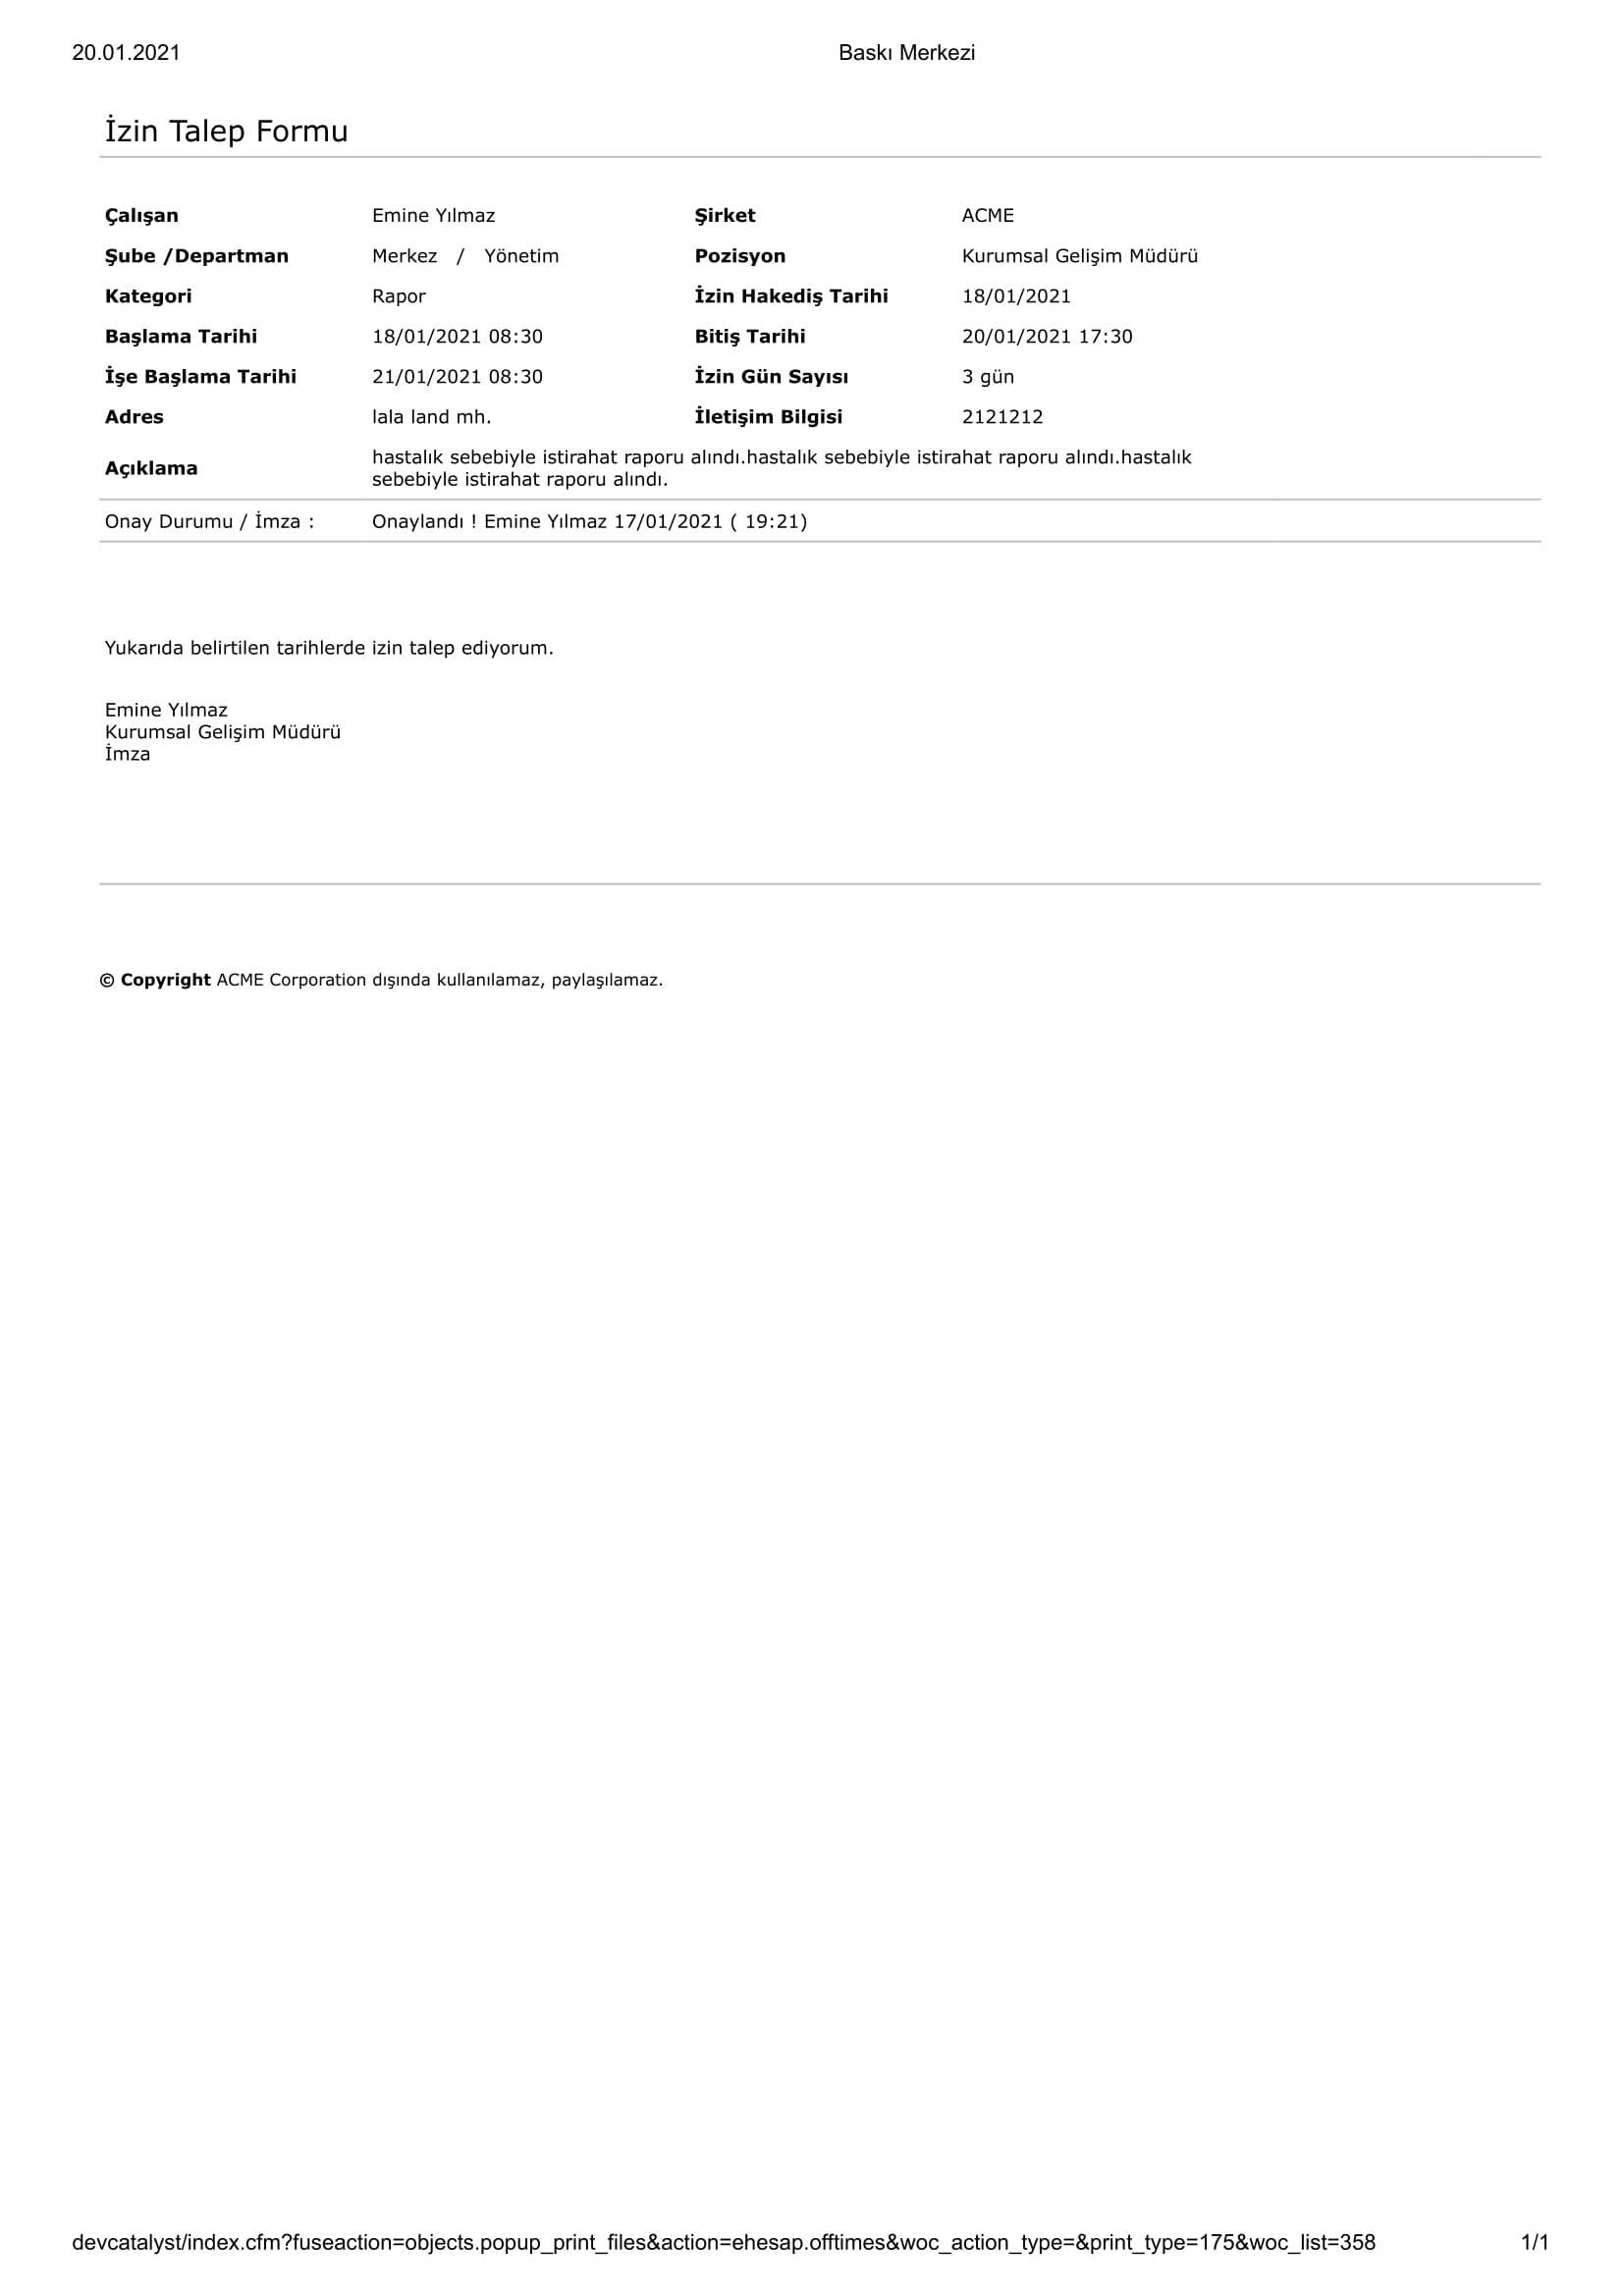 20.01.2021 Baskı Merkezi
İzin Talep Formu
Çalışan Emine Yılmaz Şirket ACME
Şube /Departman Merkez / Yönetim Pozisyon Kurumsal Gelişim Müdürü
Kategori Rapor İzin Hakediş Tarihi 18/01/2021
Başlama Tarihi 18/01/2021 08:30 Bitiş Tarihi 20/01/2021 17:30
İşe Başlama Tarihi 21/01/2021 08:30 İzin Gün Sayısı 3 gün
Adres lala land mh. İletişim Bilgisi 2121212
Açıklama hastalık sebebiyle istirahat raporu alındı.hastalık sebebiyle istirahat raporu alındı.hastalık
sebebiyle istirahat raporu alındı.
Onay Durumu / İmza : Onaylandı ! Emine Yılmaz 17/01/2021 ( 19:21)
Yukarıda belirtilen tarihlerde izin talep ediyorum.
Emine Yılmaz
Kurumsal Gelişim Müdürü
İmza
© Copyright ACME Corporation dışında kullanılamaz, paylaşılamaz.
devcatalyst/index.cfm?fuseaction=objects.popup_print_files&action=ehesap.offtimes&woc_action_type=&print_type=175&woc_list=358 1/1